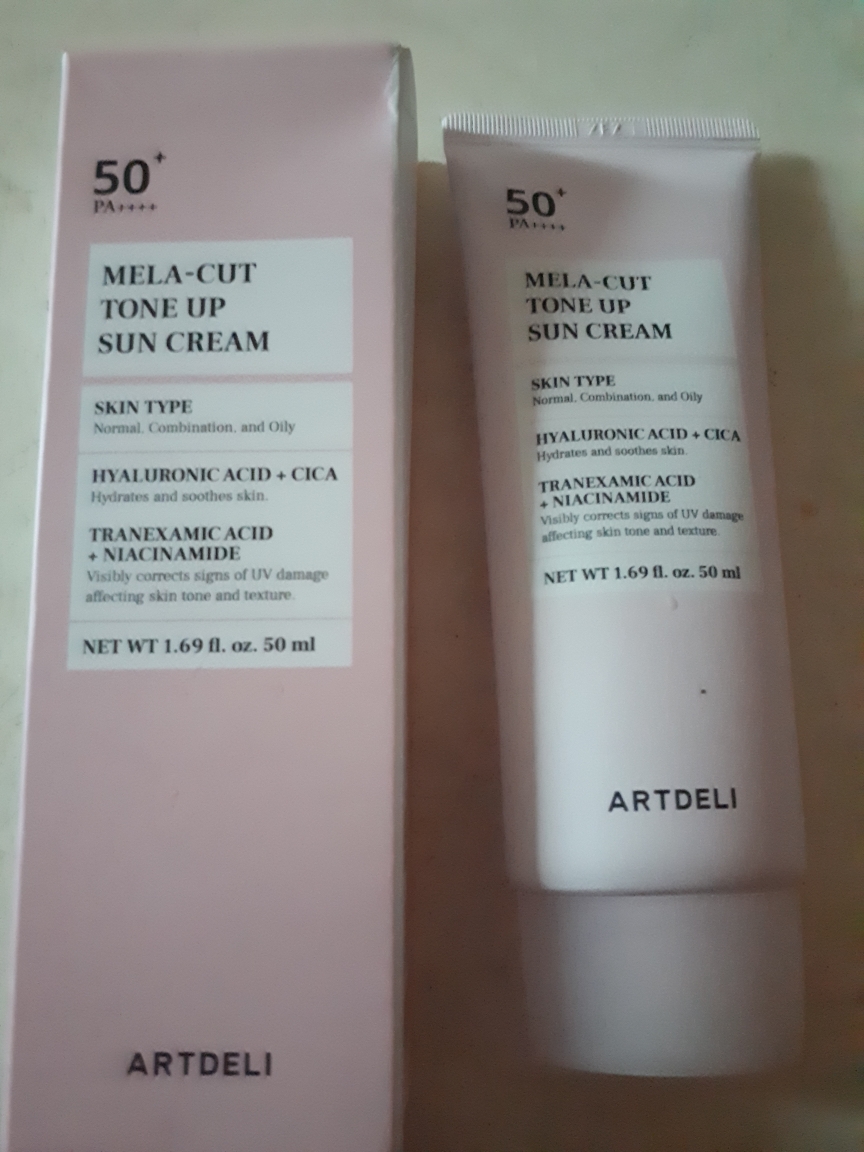 50+
PA++++
MELA-CUT
TONE UP
SUN CREAM
SKIN TYPE
Normal, Combination, and Oily
HYALURONIC ACID + CICA
Hydrates and soothes skin.
TRANEXAMIC ACID
+ NIACINAMIDE
Visibly corrects signs of UV damage
affecting skin tone and texture.
NET WT 1.69 fl. oz. 50 ml
ARTDELI
50+
PA++++
MELA-CUT
TONE UP
SUN CREAM
SKIN TYPE
Normal, Combination, and Oily
HYALURONIC ACID + CICA
Hydrates and soothes skin.
TRANEXAMIC ACID
+ NIACINAMIDE
Visibly corrects signs of UV damage
affecting skin tone and texture.
NET WT 1.69 fl. oz. 50 ml
ARTDELI